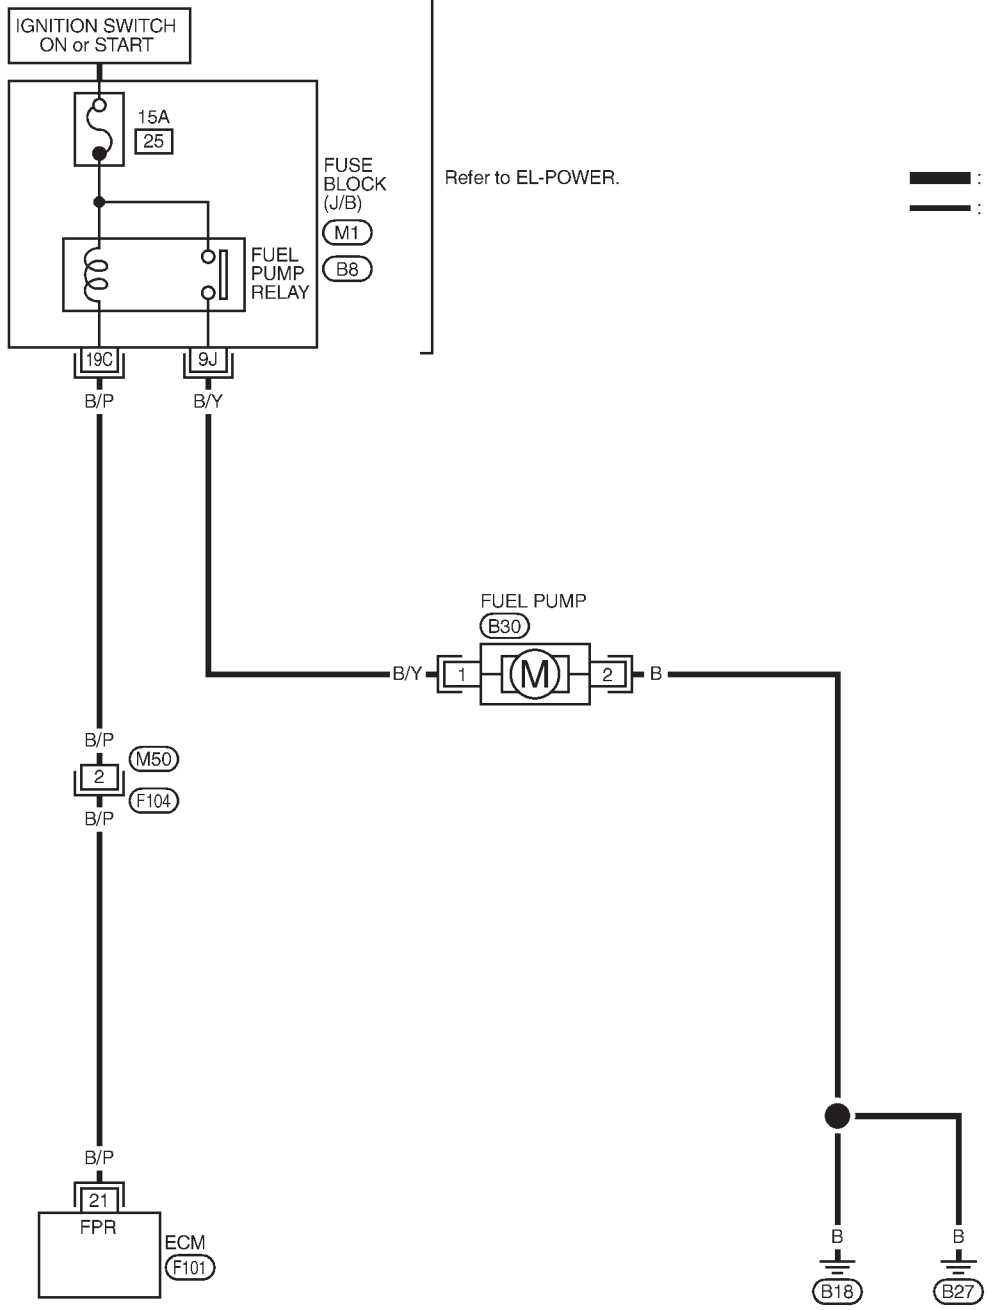 IGNITION SWITCH
ON or START
15A
25
FUSE
BLOCK
(J/B)
M1
B8
Refer to EL-POWER.
:
:
FUEL
PUMP
RELAY
19C
9J
B/P
B/Y
FUEL PUMP
B30
B/Y
1
M
2
B
B/P
M50
2
F104
B/P
B/P
21
FPR
ECM
F101
B
B
B18
B27